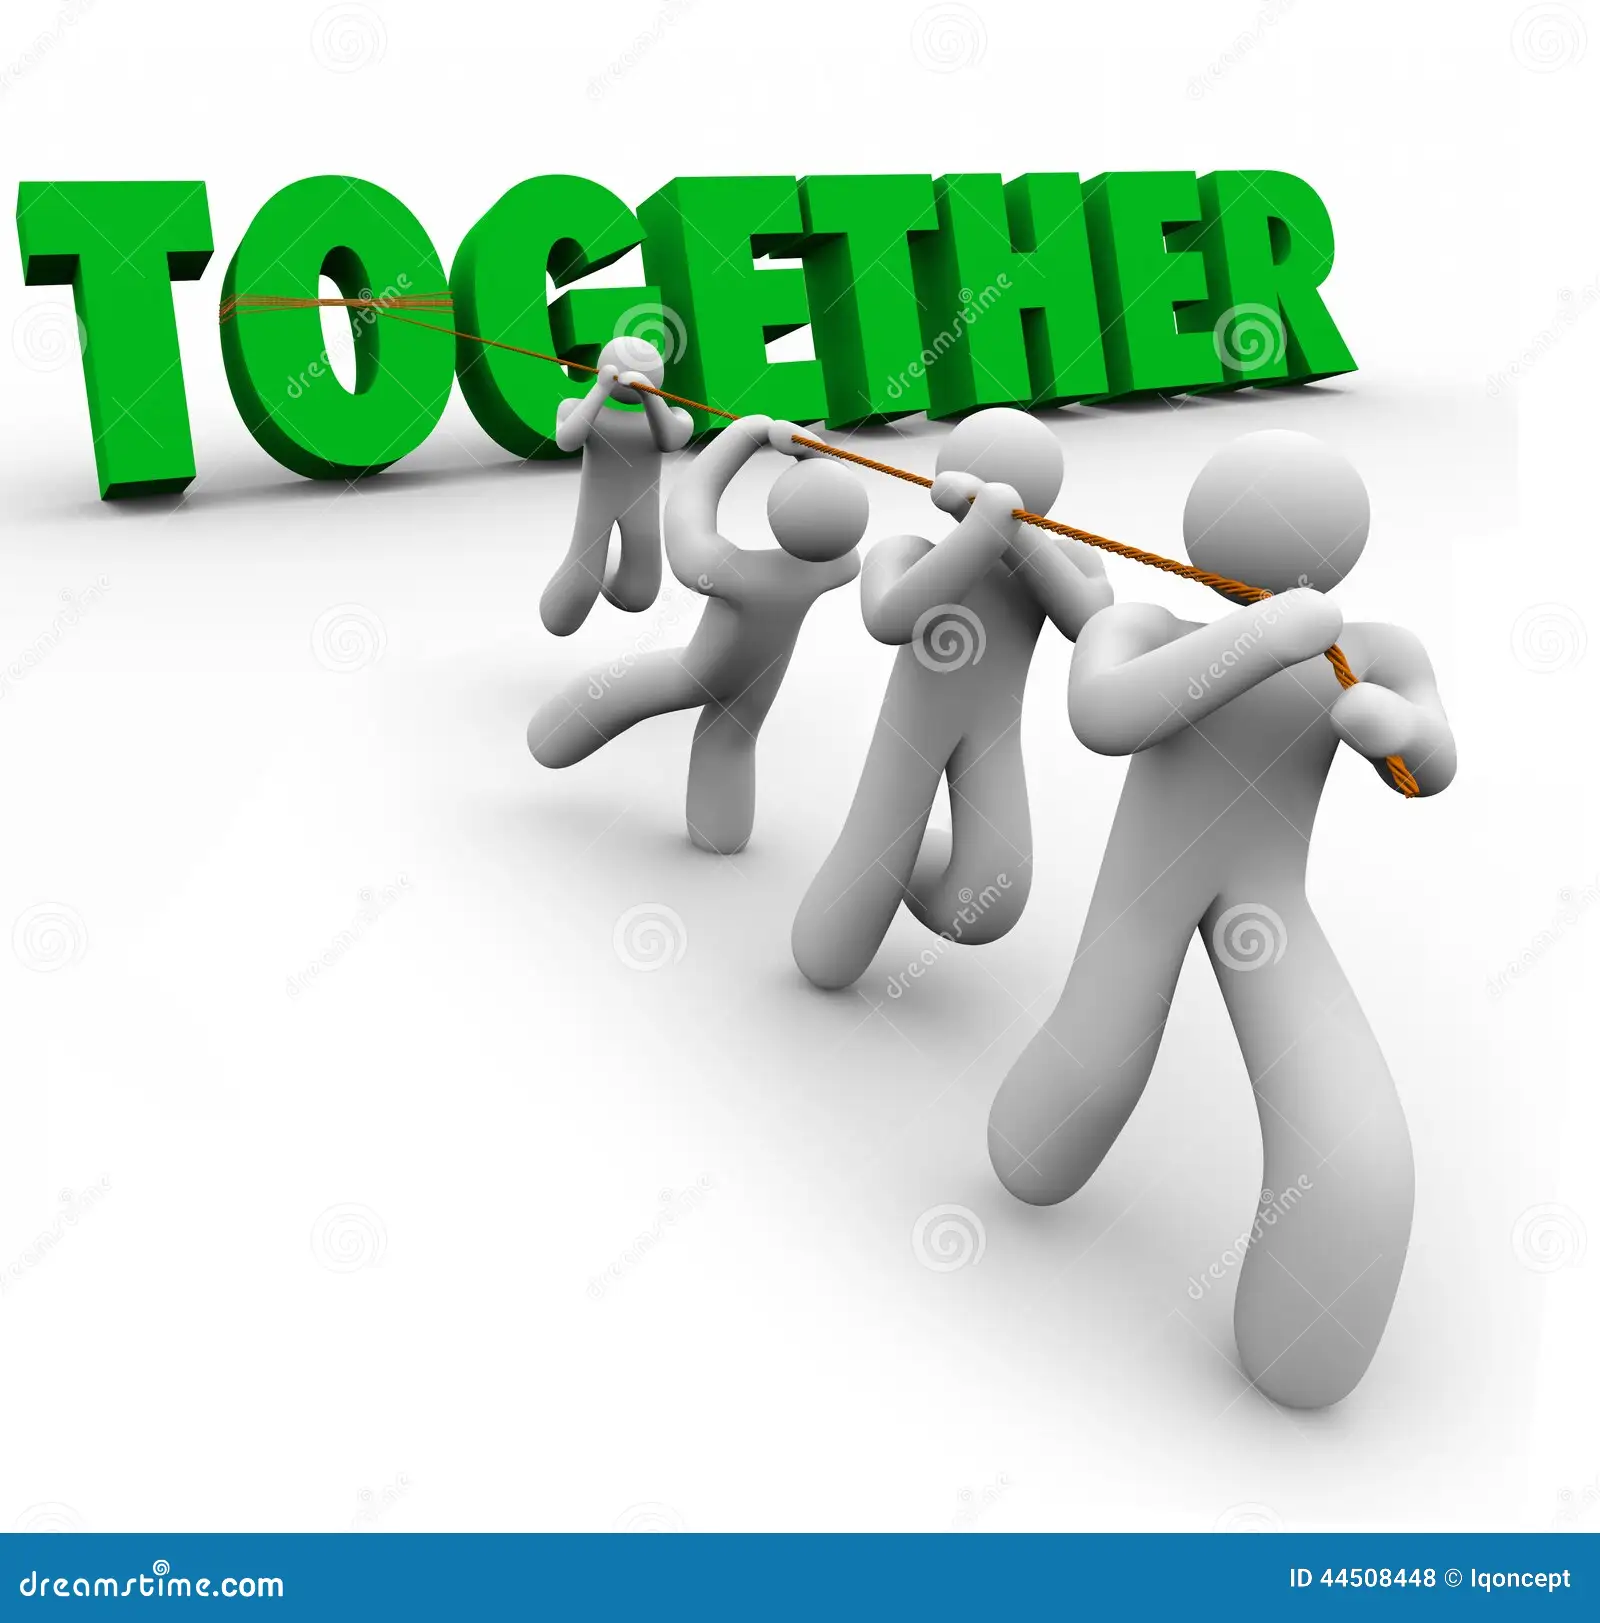 TOGETHER
dreamstime.com
ID 44508448 © Iqoncept